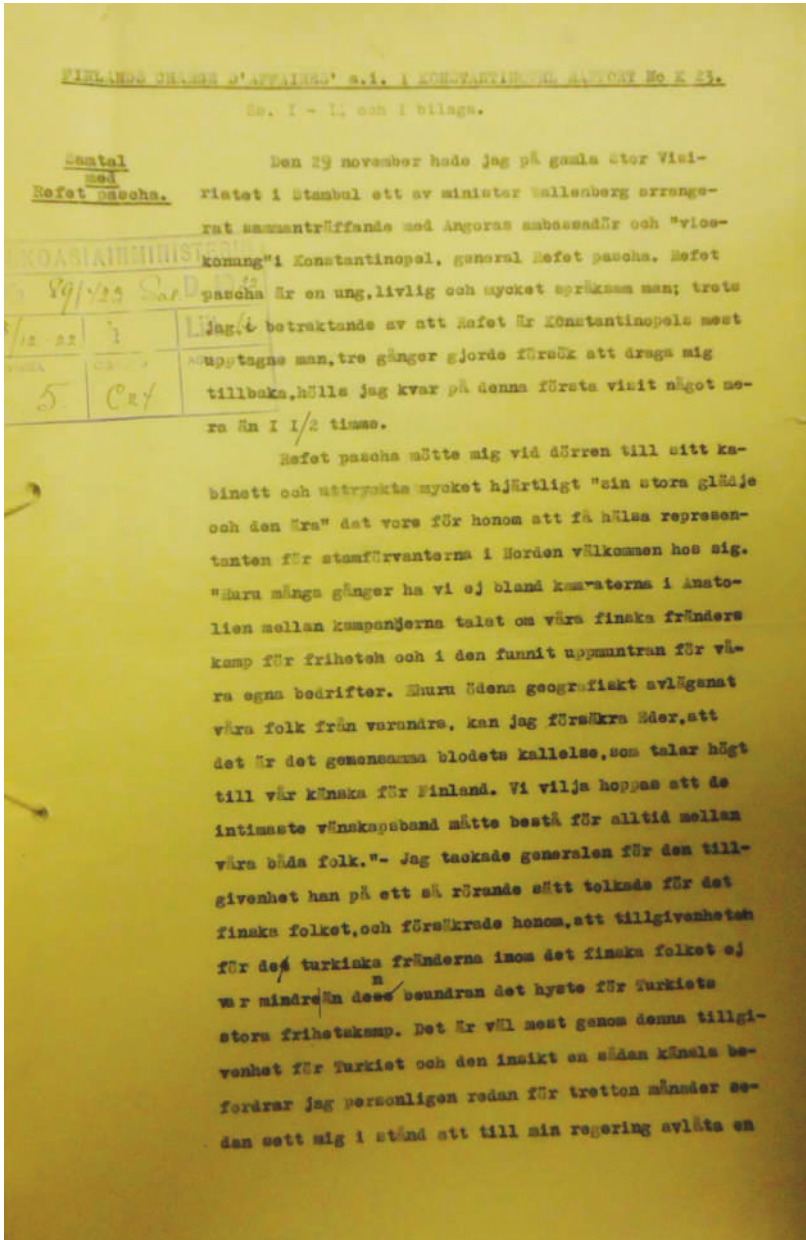 FINLANDS CHARGE D'AFFAIRES' a.i. I KONSTANTINOPEL RAPPORT No K 23.
So. I - I, och 1 bilaga.
Samtal
med
Refet pascha.
Den 29 november hade jag på gamla Stor Visi-
riatet i Stambul ett av minister Wallenberg arrange-
rat sammanträffande med Angoras ambassadör och "vice-
konung"i Konstantinopel, general Refet pascha. Refet
pascha är en ung,livlig och mycket språksam man; trots
jag,i betraktande av att Refet är Konstantinopels mest
upptagne man,tre gånger gjorde försök att draga mig
tillbaka,hölls jag kvar på denna första visit något me-
ra än I I/2 timme.
LKOASIAINMINISTERIÖ
89/
/12-22
5
Refet pascha mötte mig vid dörren till sitt ka-
binett och uttryckte mycket hjärtligt "sin stora glädje
och den ära" det vore för honom att få hälsa represen-
tanten för stamförvanterna i Norden välkommen hos sig.
"Huru många gånger ha vi ej bland kamraterna i Anato-
lien mellan kampanjerna talat om våra finska fränders
kamp för friheten och i den funnit uppmuntran för vå-
ra egna bedrifter. Ehuru ödena geografiskt avlägsnat
våra folk från varandra, kan jag försäkra Eder,att
det är det gemensamma blodets kallelse,som talar högt
till vår känska för Finland. Vi vilja hoppas att de
intimaste vänskapsband måtte bestå för alltid mellan
våra båda folk."- Jag tackade generalen för den till-
givenhet han på ett så rörande sätt tolkade för det
finska folket,och försäkrade honom,att tillgivenheten
för de turkiska fränderna inom det finska folket ej
var mindre än den beundran det hyste för Turkiets
stora frihetskamp. Det är väl mest genom denna tillgi-
venhet för Turkiet och den insikt en sådan känsla be-
fordrar jag personligen redan för tretton månader se-
dan sett mig i stånd att till min regering avlåta en